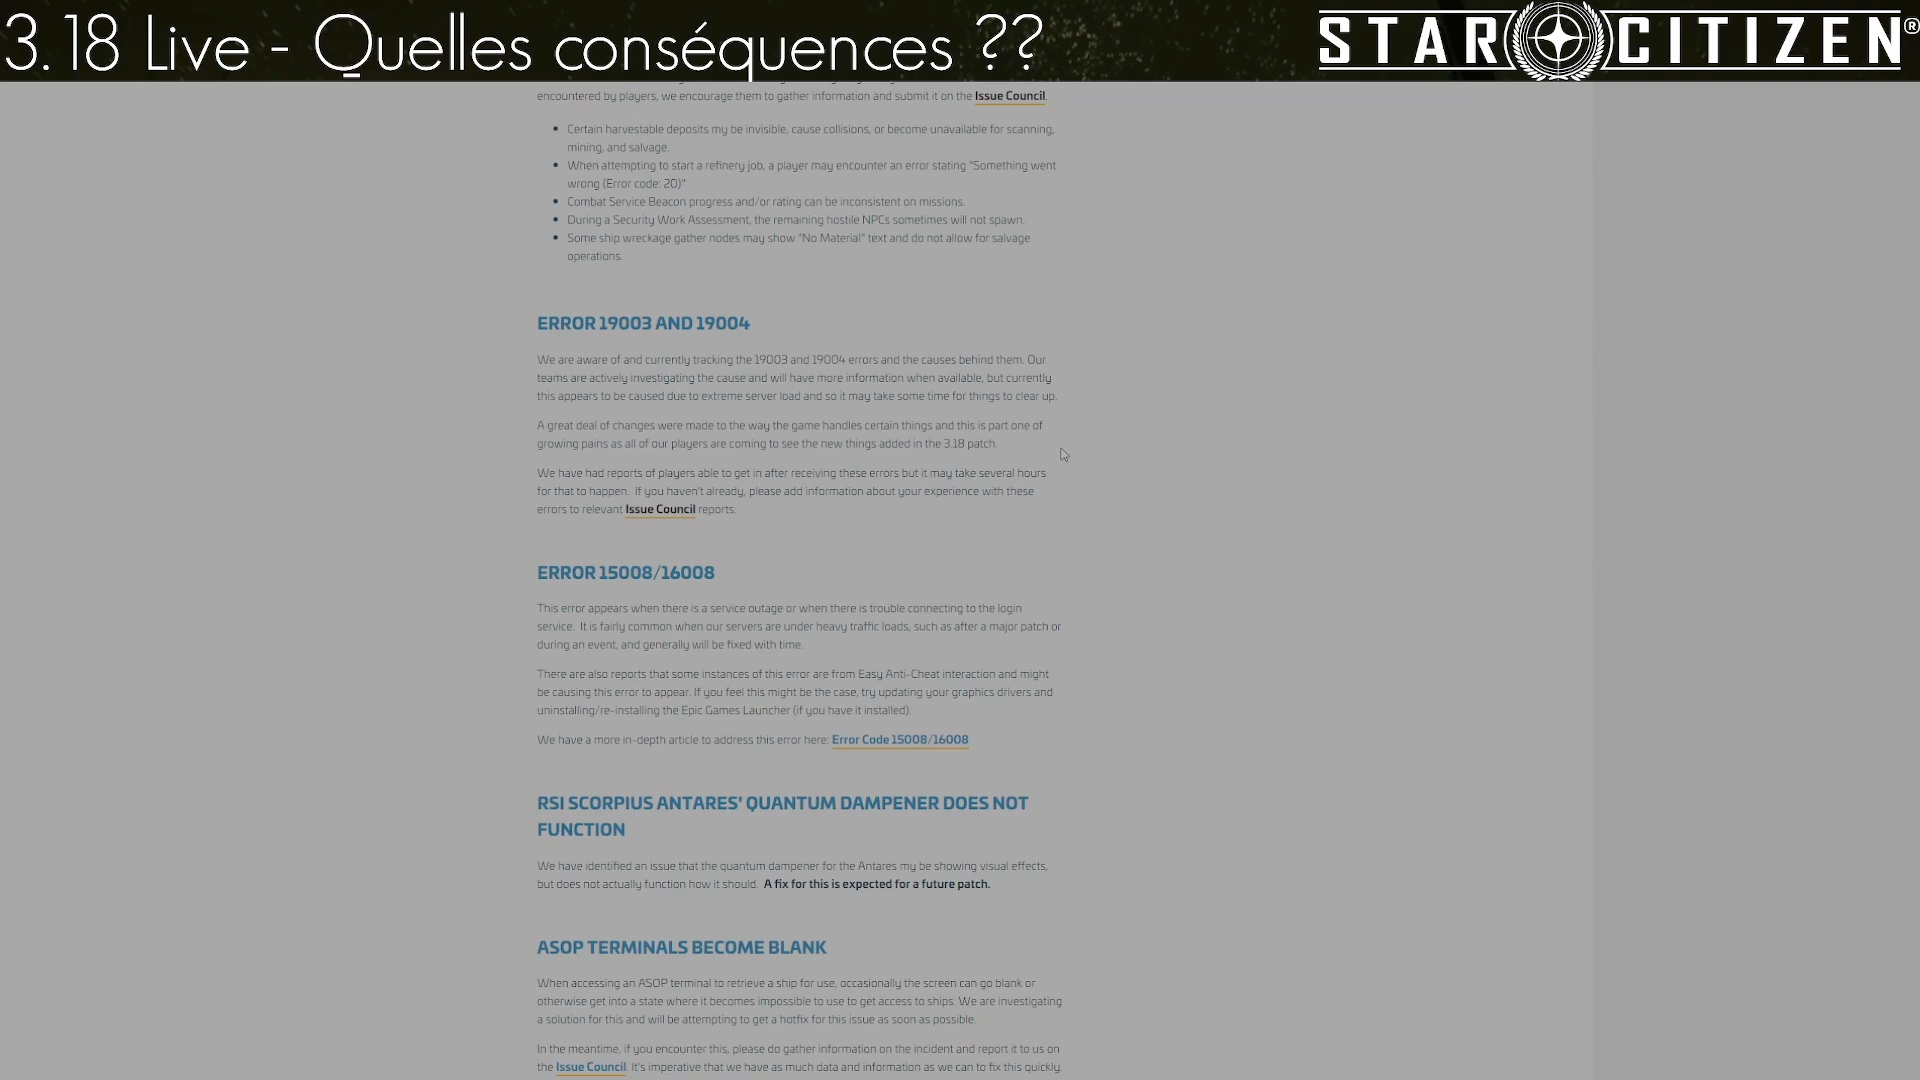 3.18 Live - Quelles conséquences ??
STAR CITIZEN®
encountered by players, we encourage them to gather information and submit it on the Issue Council.
• Certain harvestable deposits my be invisible, cause collisions, or become unavailable for scanning,
mining, and salvage.
• When attempting to start a refinery job, a player may encounter an error stating "Something went
wrong (Error code: 20)"
• Combat Service Beacon progress and/or rating can be inconsistent on missions.
• During a Security Work Assessment, the remaining hostile NPCs sometimes will not spawn.
• Some ship wreckage gather nodes may show "No Material" text and do not allow for salvage
operations.
ERROR 19003 AND 19004
We are aware of and currently tracking the 19003 and 19004 errors and the causes behind them. Our
teams are actively investigating the cause and will have more information when available, but currently
this appears to be caused due to extreme server load and so it may take some time for things to clear up.
A great deal of changes were made to the way the game handles certain things and this is part one of
growing pains as all of our players are coming to see the new things added in the 3.18 patch.
We have had reports of players able to get in after receiving these errors but it may take several hours
for that to happen. If you haven't already, please add information about your experience with these
errors to relevant Issue Council reports.
ERROR 15008/16008
This error appears when there is a service outage or when there is trouble connecting to the login
service. It is fairly common when our servers are under heavy traffic loads, such as after a major patch or
during an event, and generally will be fixed with time.
There are also reports that some instances of this error are from Easy Anti-Cheat interaction and might
be causing this error to appear. If you feel this might be the case, try updating your graphics drivers and
uninstalling/re-installing the Epic Games Launcher (if you have it installed).
We have a more in-depth article to address this error here: Error Code 15008/16008
RSI SCORPIUS ANTARES' QUANTUM DAMPENER DOES NOT
FUNCTION
We have identified an issue that the quantum dampener for the Antares my be showing visual effects,
but does not actually function how it should. A fix for this is expected for a future patch.
ASOP TERMINALS BECOME BLANK
When accessing an ASOP terminal to retrieve a ship for use, occasionally the screen can go blank or
otherwise get into a state where it becomes impossible to use to get access to ships. We are investigating
a solution for this and will be attempting to get a hotfix for this issue as soon as possible.
In the meantime, if you encounter this, please do gather information on the incident and report it to us on
the Issue Council. It's imperative that we have as much data and information as we can to fix this quickly.